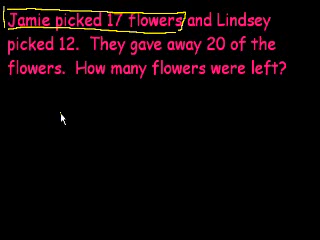 Jamie picked 17 flowers and Lindsey
picked 12. They gave away 20 of the
flowers. How many flowers were left?